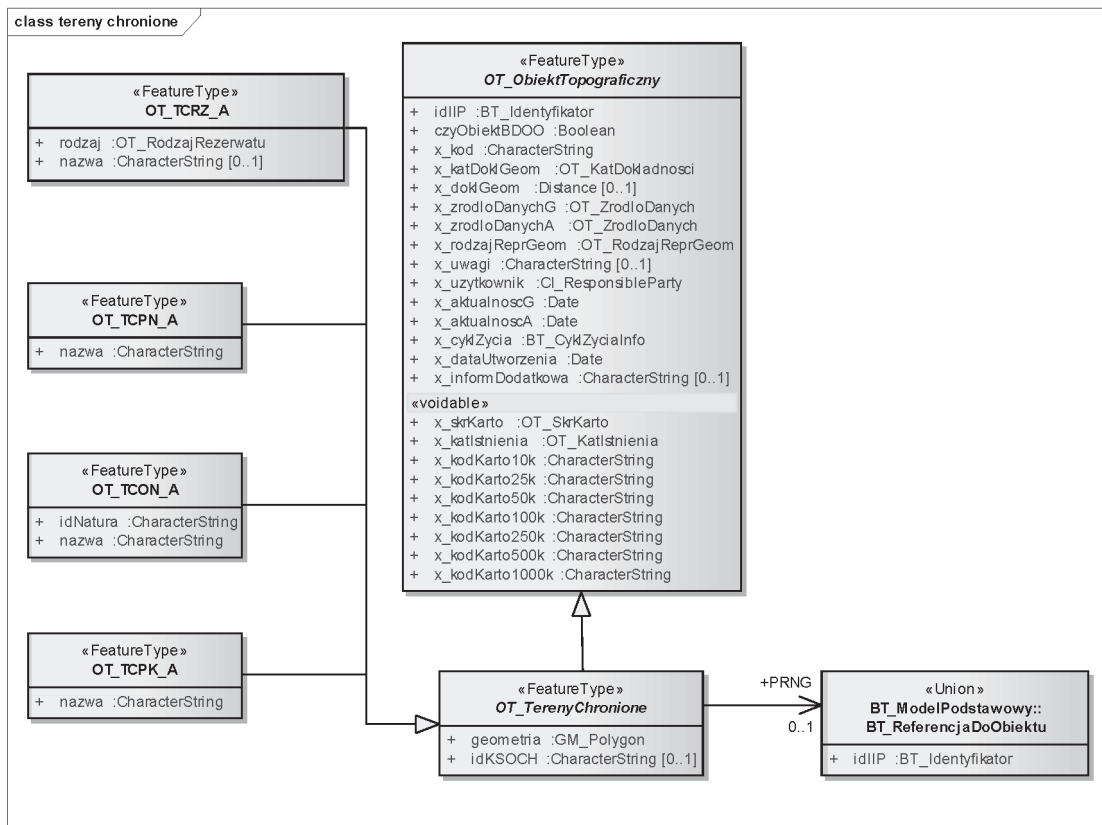 class tereny chronione
«FeatureType»
OT_TCRZ_A
+ rodzaj :OT_RodzajRezerwatu
+ nazwa :CharacterString [0..1]
«FeatureType»
OT_TCPN_A
+ nazwa :CharacterString
«FeatureType»
OT_TCON_A
+ idNatura :CharacterString
+ nazwa :CharacterString
«FeatureType»
OT_TCPK_A
+ nazwa :CharacterString
«FeatureType»
OT_ObiektTopograficzny
+ idIIP :BT_Identyfikator
+ czyObiektBDOO :Boolean
+ x_kod :CharacterString
+ x_katDoklGeom :OT_KatDokladnosci
+ x_doklGeom :Distance [0..1]
+ x_zrodloDanychG :OT_ZrodloDanych
+ x_zrodloDanychA :OT_ZrodloDanych
+ x_rodzajReprGeom :OT_RodzajReprGeom
+ x_uwagi :CharacterString [0..1]
+ x_uzytkownik :CI_ResponsibleParty
+ x_aktualnoscG :Date
+ x_aktualnoscA :Date
+ x_cyklZycia :BT_CyklZyciaInfo
+ x_dataUtworzenia :Date
+ x_informDodatkowa :CharacterString [0..1]
«voidable»
+ x_skrKarto :OT_SkrKarto
+ x_katIstnienia :OT_KatIstnienia
+ x_kodKarto10k :CharacterString
+ x_kodKarto25k :CharacterString
+ x_kodKarto50k :CharacterString
+ x_kodKarto100k :CharacterString
+ x_kodKarto250k :CharacterString
+ x_kodKarto500k :CharacterString
+ x_kodKarto1000k :CharacterString
«FeatureType»
OT_TerenyChronione
+ geometria :GM_Polygon
+ idKSOCH :CharacterString [0..1]
+PRNG
0..1
«Union»
BT_ModelPodstawowy::
BT_ReferencjaDoObiektu
+ idIIP :BT_Identyfikator